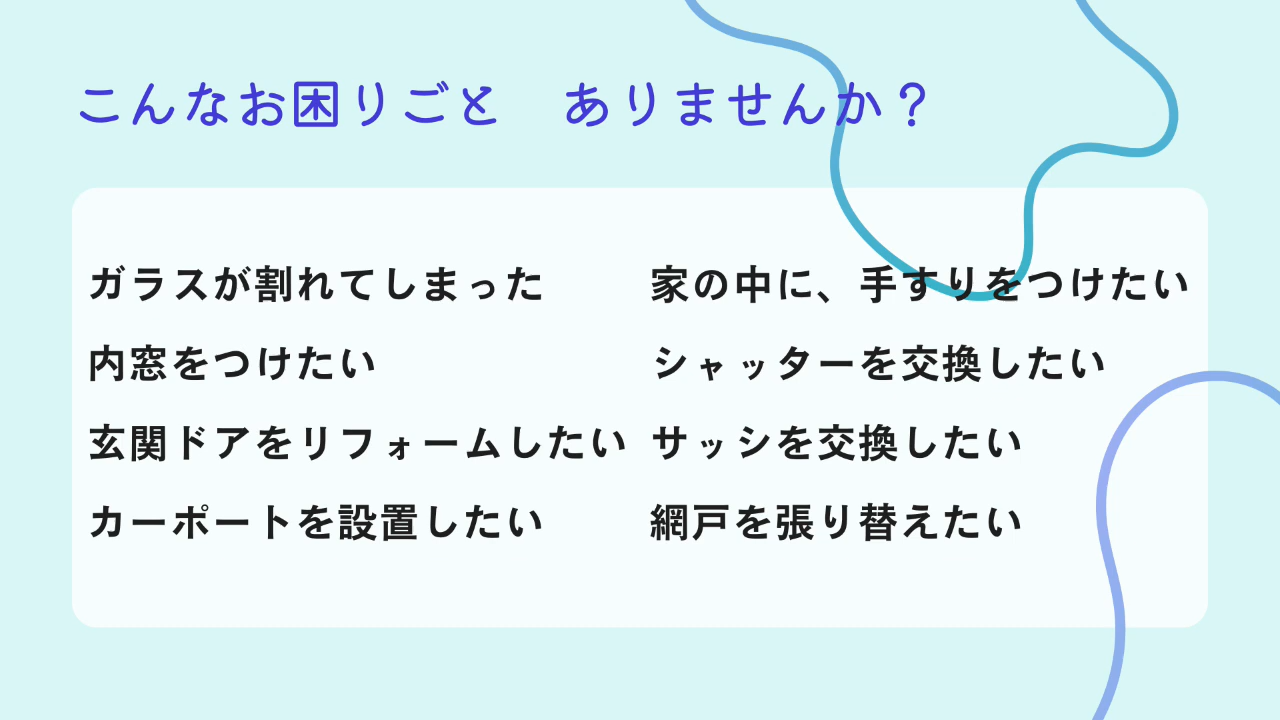 こんなお困りごと　ありませんか？
ガラスが割れてしまった
内窓をつけたい
玄関ドアをリフォームしたい
カーポートを設置したい
家の中に、手すりをつけたい
シャッターを交換したい
サッシを交換したい
網戸を張り替えたい